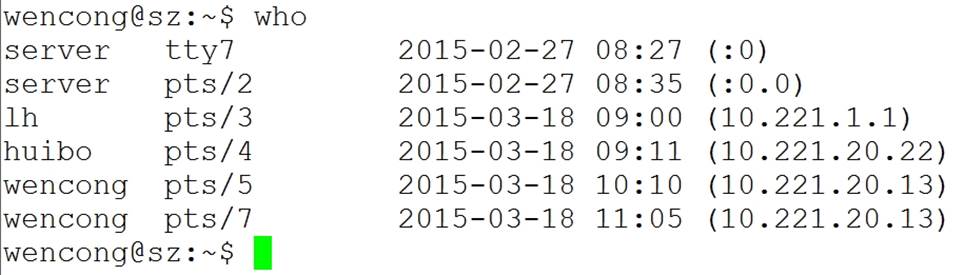 wencong@sz:~$ who
server   tty7         2015-02-27 08:27 (:0)
server   pts/2        2015-02-27 08:35 (:0.0)
lh       pts/3        2015-03-18 09:00 (10.221.1.1)
huibo    pts/4        2015-03-18 09:11 (10.221.20.22)
wencong  pts/5        2015-03-18 10:10 (10.221.20.13)
wencong  pts/7        2015-03-18 11:05 (10.221.20.13)
wencong@sz:~$